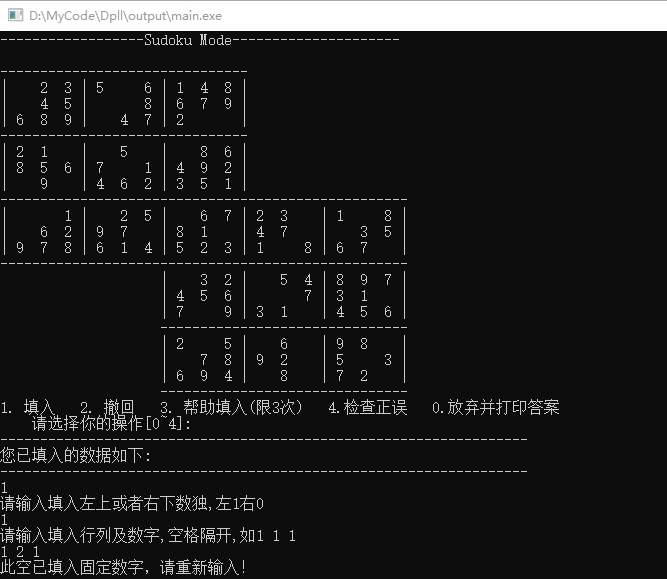 D:\MyCode\Dpll\output\main.exe
------------------Sudoku Mode---------------------
-------------------------------
|    2  3 | 5     6 | 1  4  8 |
|    4  5 |       8 | 6  7  9 |
| 6  8  9 |    4  7 | 2       |
-------------------------------
| 2  1    |    5    |    8  6 |
| 8  5  6 | 7     1 | 4  9  2 |
|    9    | 4  6  2 | 3  5  1 |
---------------------------------------------------
|       1 |    2  5 |    6  7 | 2  3    | 1     8 |
|    6  2 | 9  7    | 8  1    | 4  7    |    3  5 |
| 9  7  8 | 6  1  4 | 5  2  3 | 1     8 | 6  7    |
---------------------------------------------------
                    |    3  2 |    5  4 | 8  9  7 |
                    | 4  5  6 |       7 | 3  1    |
                    | 7     9 | 3  1    | 4  5  6 |
                    -------------------------------
                    | 2     5 |    6    | 9  8    |
                    |    7  8 | 9  2    | 5     3 |
                    | 6  9  4 |    8    | 7  2    |
                    -------------------------------
1. 填入   2. 撤回   3. 帮助填入(限3次)   4.检查正误   0.放弃并打印答案
    请选择你的操作[0~4]:
------------------------------------------------------------------
您已填入的数据如下:
------------------------------------------------------------------
1
请输入填入左上或者右下数独,左1右0
1
请输入填入行列及数字,空格隔开,如1 1 1
1 2 1
此空已填入固定数字，请重新输入!